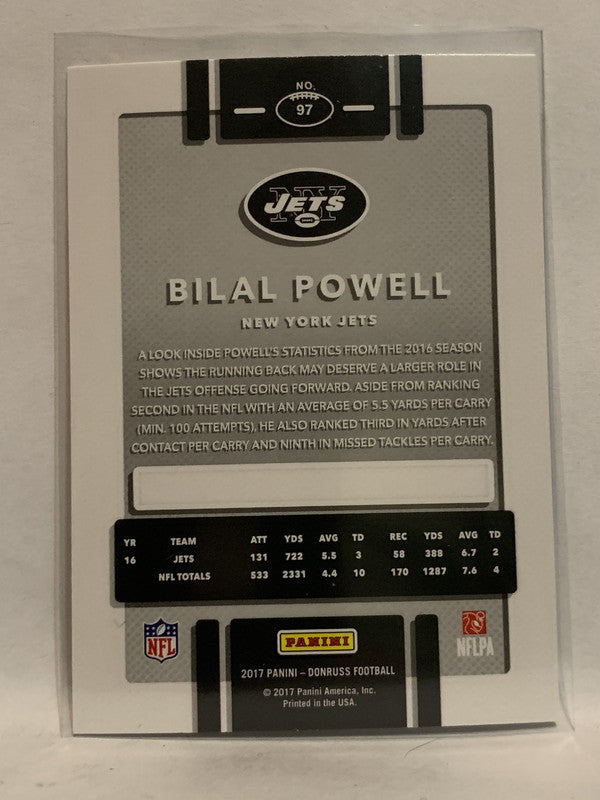 NO.
97
NY
JETS
BILAL POWELL
NEW YORK JETS
A LOOK INSIDE POWELL'S STATISTICS FROM THE 2016 SEASON
SHOWS THE RUNNING BACK MAY DESERVE A LARGER ROLE IN
THE JETS OFFENSE GOING FORWARD. ASIDE FROM RANKING
SECOND IN THE NFL WITH AN AVERAGE OF 5.5 YARDS PER CARRY
(MIN. 100 ATTEMPTS), HE ALSO RANKED THIRD IN YARDS AFTER
CONTACT PER CARRY AND NINTH IN MISSED TACKLES PER CARRY.
YR TEAM ATT YDS AVG TD REC YDS AVG TD
16 JETS 131 722 5.5 3 58 388 6.7 2
NFL TOTALS 533 2331 4.4 10 170 1287 7.6 4
NFL
PANINI
NFLPA
2017 PANINI – DONRUSS FOOTBALL
© 2017 Panini America, Inc.
Printed in the USA.